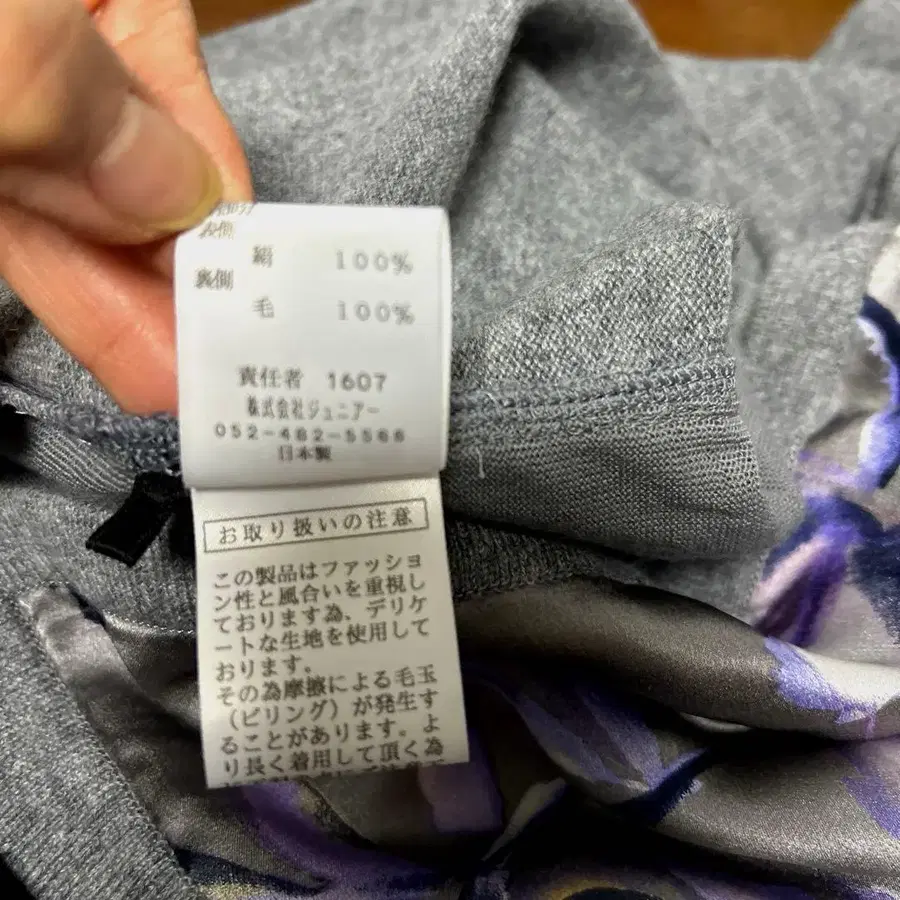 表側
絹 100%
裏側
毛 100%
責任者 1607
株式会社ジュニアー
052-462-5566
日本製
お取り扱いの注意
この製品はファッショ
ン性と風合いを重視し
ております為、デリケ
ートな生地を使用して
おります。
その為摩擦による毛玉
（ピリング）が発生す
ることがあります。よ
り長く着用して頂く為